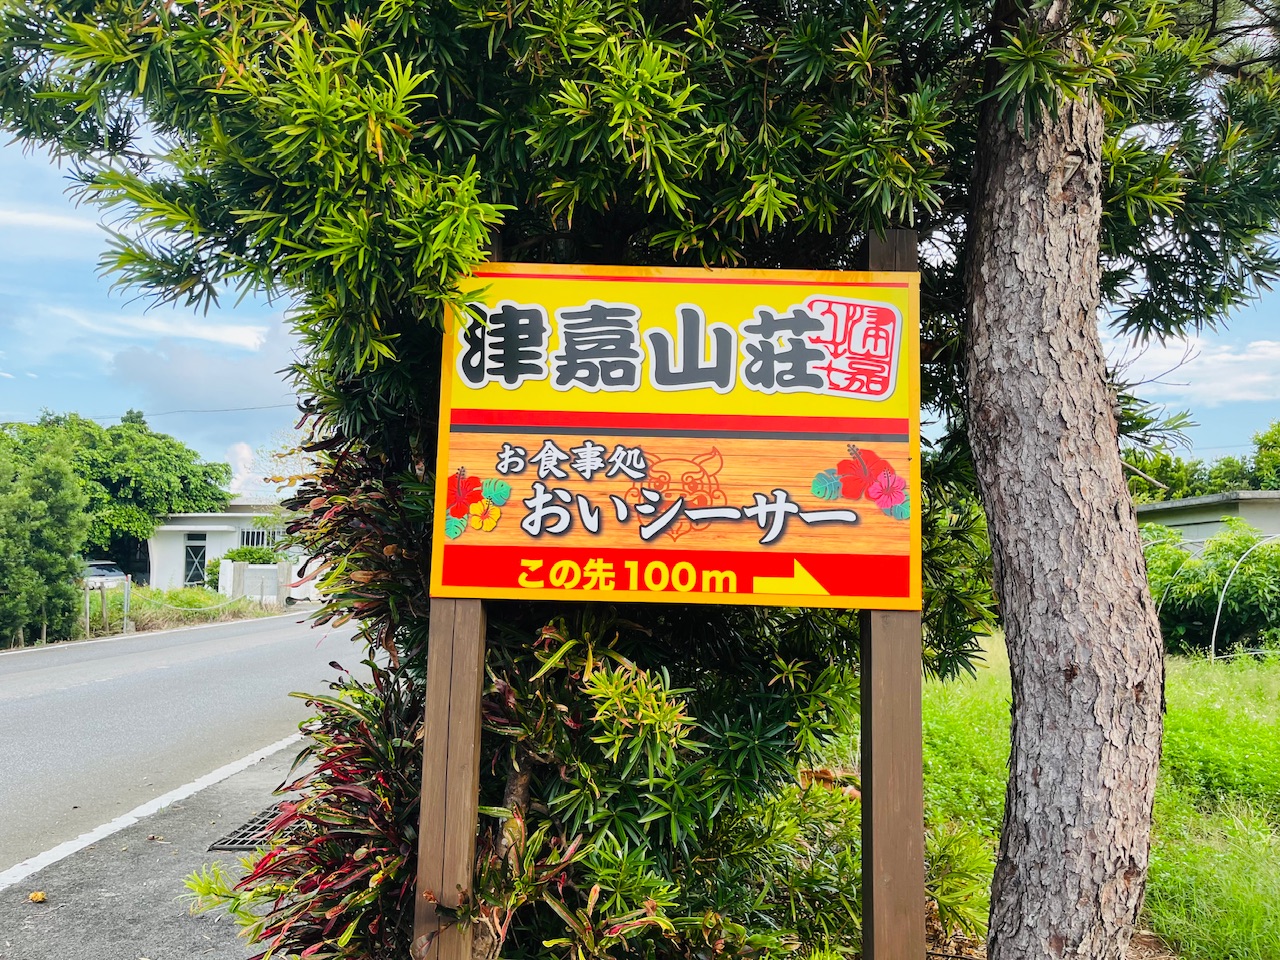 津嘉山荘
お食事処
おいシーサー
この先100m